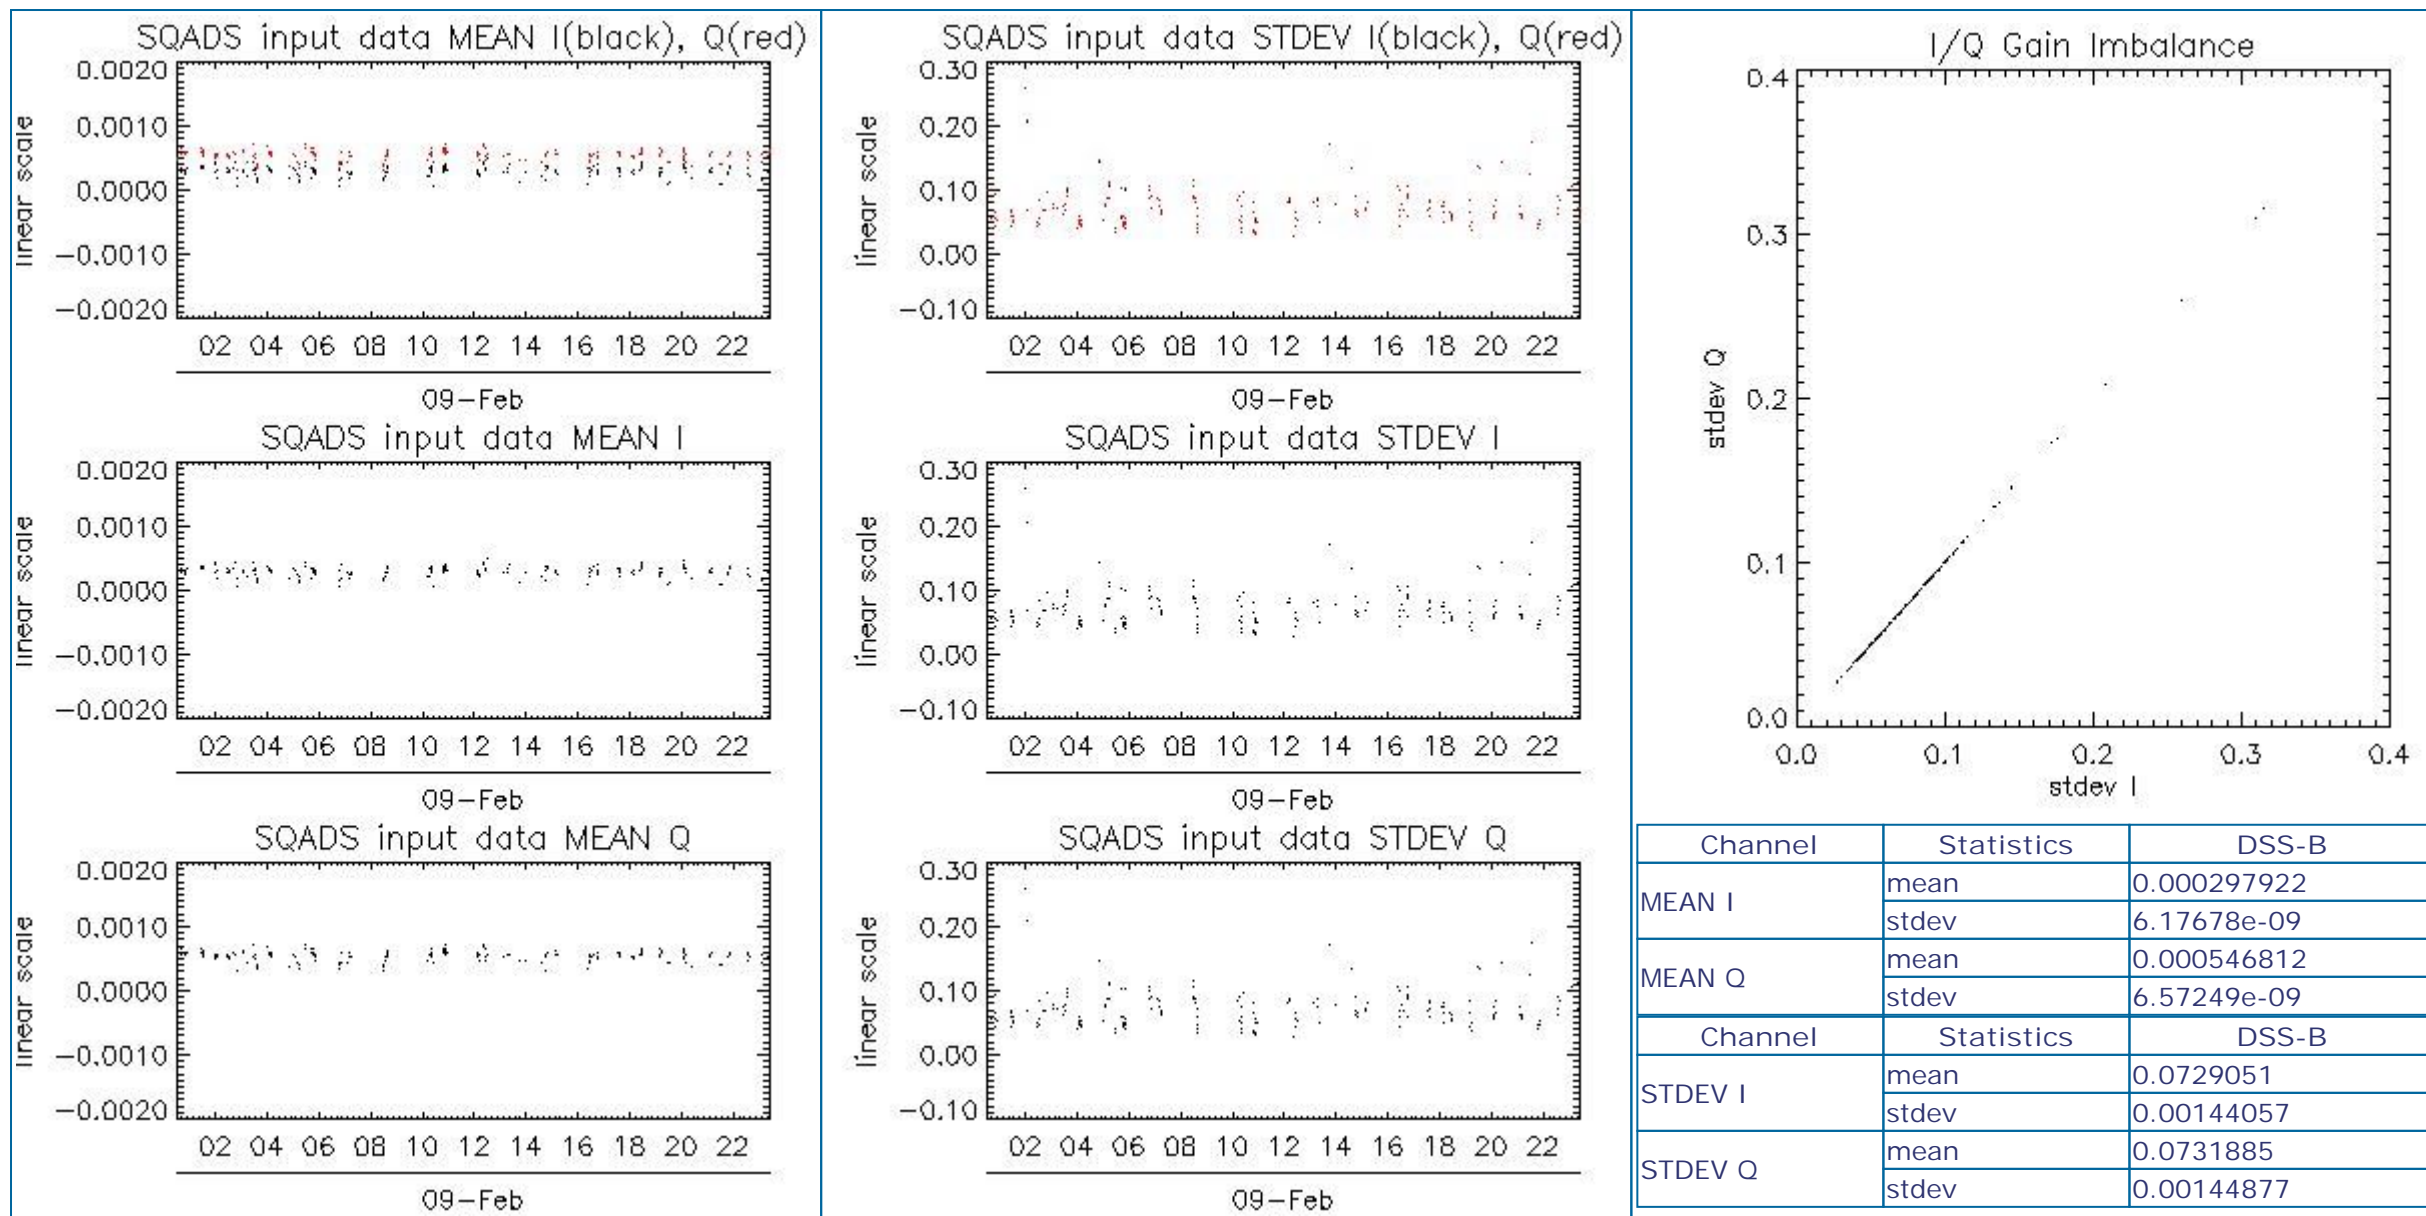 SQADS input data MEAN I(black), Q(red)
0.0020
0.0010
0.0000
-0.0010
-0.0020
linear scale
02 04 06 08 10 12 14 16 18 20 22
09-Feb
SQADS input data MEAN I
0.0020
0.0010
0.0000
-0.0010
-0.0020
linear scale
02 04 06 08 10 12 14 16 18 20 22
09-Feb
SQADS input data MEAN Q
0.0020
0.0010
0.0000
-0.0010
-0.0020
linear scale
02 04 06 08 10 12 14 16 18 20 22
09-Feb
SQADS input data STDEV I(black), Q(red)
0.30
0.20
0.10
0.00
-0.10
linear scale
02 04 06 08 10 12 14 16 18 20 22
09-Feb
SQADS input data STDEV I
0.30
0.20
0.10
0.00
-0.10
linear scale
02 04 06 08 10 12 14 16 18 20 22
09-Feb
SQADS input data STDEV Q
0.30
0.20
0.10
0.00
-0.10
linear scale
02 04 06 08 10 12 14 16 18 20 22
09-Feb
I/Q Gain Imbalance
0.4
0.3
0.2
0.1
0.0
stdev Q
0.0 0.1 0.2 0.3 0.4
stdev I
Channel Statistics DSS-B
MEAN I mean 0.000297922
stdev 6.17678e-09
MEAN Q mean 0.000546812
stdev 6.57249e-09
Channel Statistics DSS-B
STDEV I mean 0.0729051
stdev 0.00144057
STDEV Q mean 0.0731885
stdev 0.00144877